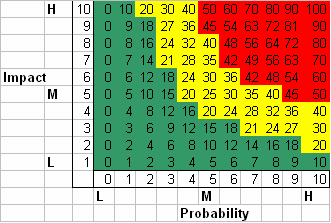 H 10 0 10 20 30 40 50 60 70 80 90 100
9 0 9 18 27 36 45 54 63 72 81 90
8 0 8 16 24 32 40 48 56 64 72 80
7 0 7 14 21 28 35 42 49 56 63 70
Impact 6 0 6 12 18 24 30 36 42 48 54 60
M 5 0 5 10 15 20 25 30 35 40 45 50
4 0 4 8 12 16 20 24 28 32 36 40
3 0 3 6 9 12 15 18 21 24 27 30
2 0 2 4 6 8 10 12 14 16 18 20
L 1 0 1 2 3 4 5 6 7 8 9 10
0 1 2 3 4 5 6 7 8 9 10
L M H
Probability